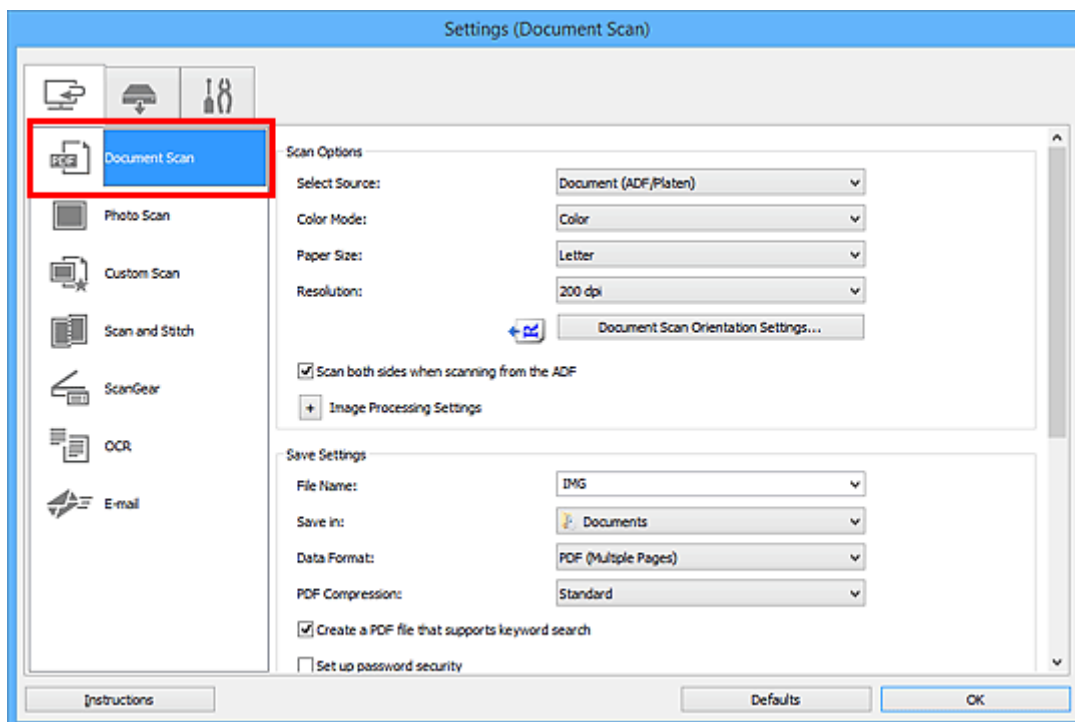 Settings (Document Scan)
PDF
Document Scan
Photo Scan
Custom Scan
Scan and Stitch
ScanGear
OCR
E-mail
Scan Options
Select Source: Document (ADF/Platen)
Color Mode: Color
Paper Size: Letter
Resolution: 200 dpi
R Document Scan Orientation Settings...
Scan both sides when scanning from the ADF
+ Image Processing Settings
Save Settings
File Name: IMG
Save in: Documents
Data Format: PDF (Multiple Pages)
PDF Compression: Standard
Create a PDF file that supports keyword search
Set up password security
Instructions Defaults OK